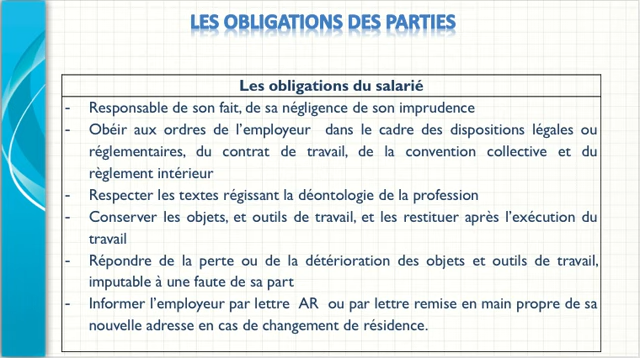 LES OBLIGATIONS DES PARTIES
Les obligations du salarié
- Responsable de son fait, de sa négligence de son imprudence
- Obéir aux ordres de l'employeur dans le cadre des dispositions légales ou
réglementaires, du contrat de travail, de la convention collective et du
règlement intérieur
- Respecter les textes régissant la déontologie de la profession
- Conserver les objets, et outils de travail, et les restituer après l'exécution du
travail
- Répondre de la perte ou de la détérioration des objets et outils de travail,
imputable à une faute de sa part
- Informer l'employeur par lettre AR ou par lettre remise en main propre de sa
nouvelle adresse en cas de changement de résidence.